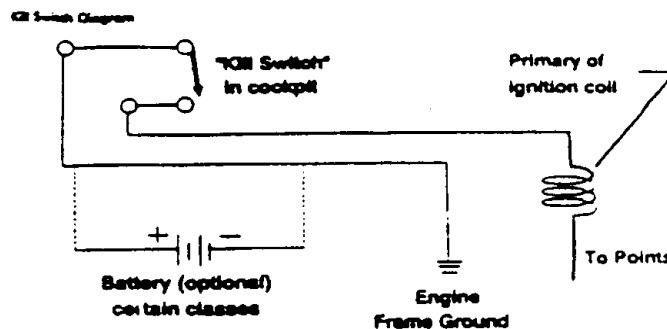 Kill Switch Diagram
"Kill Switch"
in cockpit
Primary of
ignition coil
+ −
Battery (optional)
certain classes
Engine
Frame Ground
To Points